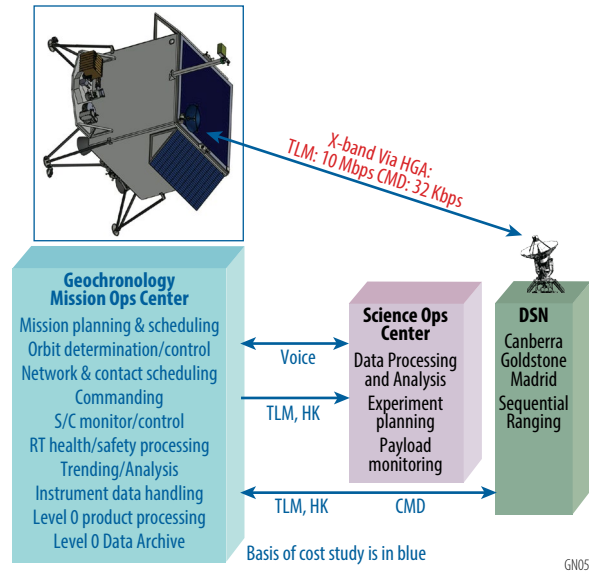 X-band Via HGA:
TLM: 10 Mbps CMD: 32 Kbps
Geochronology
Mission Ops Center
Mission planning & scheduling
Orbit determination/control
Network & contact scheduling
Commanding
S/C monitor/control
RT health/safety processing
Trending/Analysis
Instrument data handling
Level 0 product processing
Level 0 Data Archive
Voice
TLM, HK
Science Ops
Center
Data Processing
and Analysis
Experiment
planning
Payload
monitoring
DSN
Canberra
Goldstone
Madrid
Sequential
Ranging
TLM, HK CMD
Basis of cost study is in blue
GN05